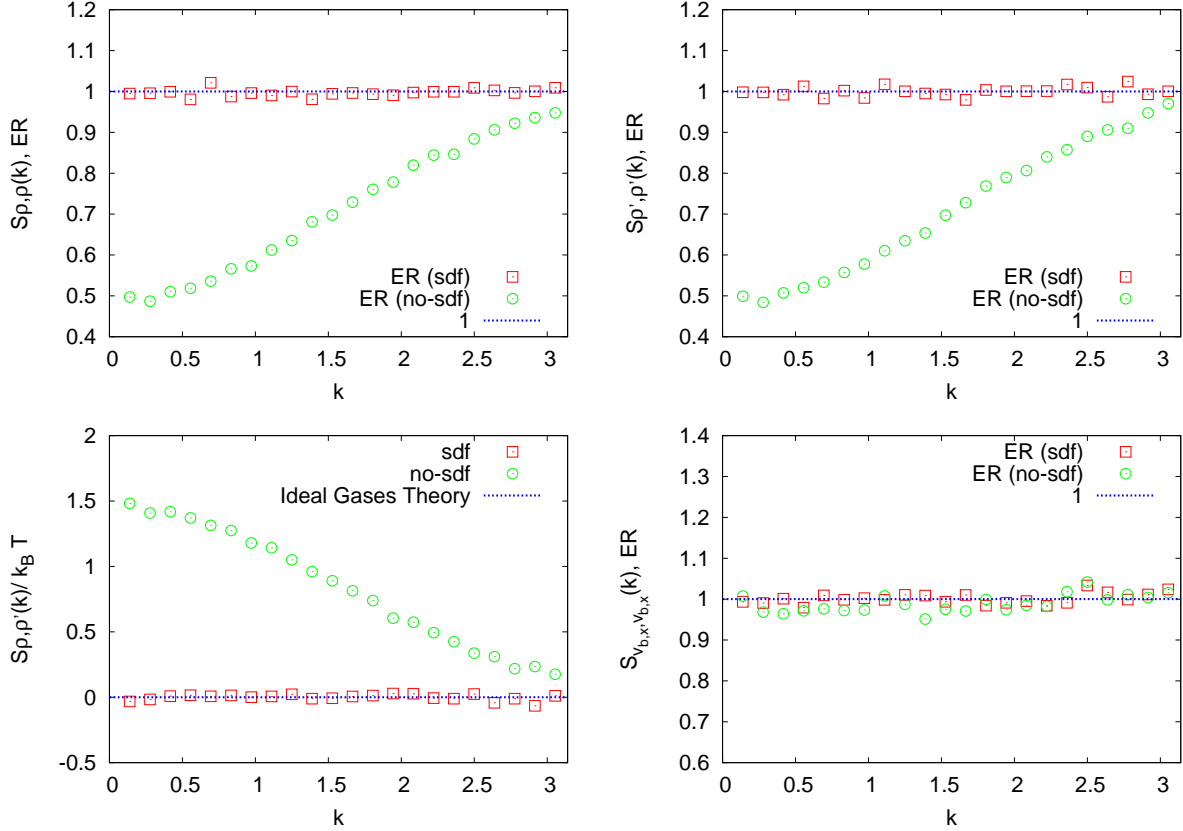 1.2
1.1
1
0.9
0.8
0.7
0.6
0.5
0.4
Sρ,ρ(k), ER
ER (sdf)
ER (no-sdf)
1
0 0.5 1 1.5 2 2.5 3
k
1.2
1.1
1
0.9
0.8
0.7
0.6
0.5
0.4
Sρ',ρ'(k), ER
ER (sdf)
ER (no-sdf)
1
0 0.5 1 1.5 2 2.5 3
k
2
1.5
1
0.5
0
-0.5
Sρ,ρ'(k)/ k_B T
sdf
no-sdf
Ideal Gases Theory
0 0.5 1 1.5 2 2.5 3
k
1.4
1.3
1.2
1.1
1
0.9
0.8
0.7
0.6
S_{v_{b,x},v_{b,x}}(k), ER
ER (sdf)
ER (no-sdf)
1
0 0.5 1 1.5 2 2.5 3
k